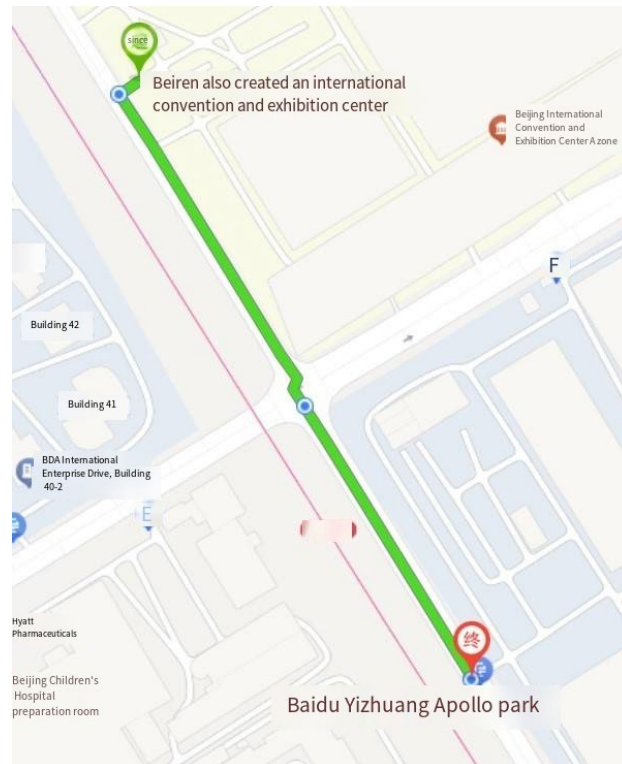 since
Beiren also created an international
convention and exhibition center
Beijing International
Convention and
Exhibition Center A zone
F
Building 42
Building 41
BDA International
Enterprise Drive, Building
40-2
E
Hyatt
Pharmaceuticals
Beijing Children's
Hospital
preparation room
终
Baidu Yizhuang Apollo park